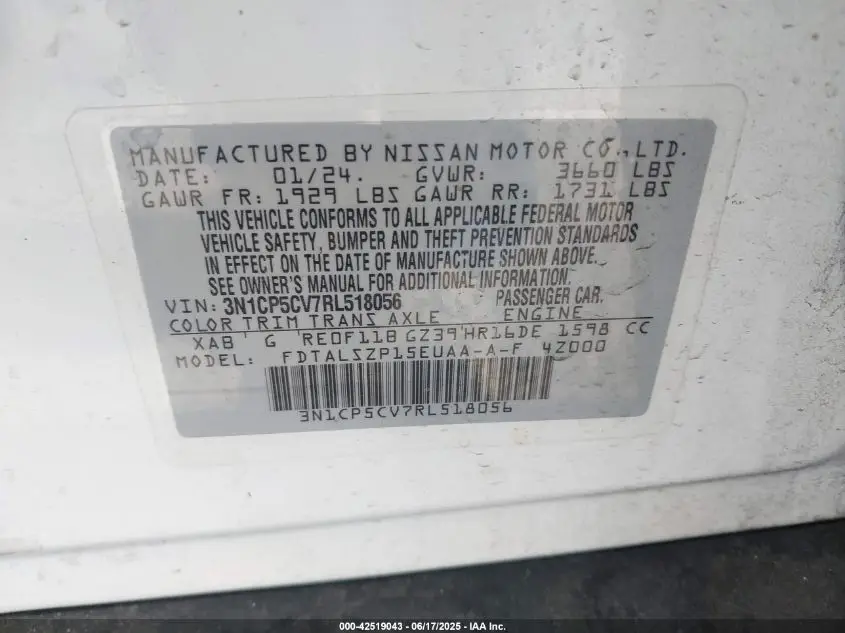 MANUFACTURED BY NISSAN MOTOR CO., LTD.
DATE: 01/24. GVWR: 3660 LBS
GAWR FR: 1929 LBS GAWR RR: 1731 LBS
THIS VEHICLE CONFORMS TO ALL APPLICABLE FEDERAL MOTOR
VEHICLE SAFETY, BUMPER AND THEFT PREVENTION STANDARDS
IN EFFECT ON THE DATE OF MANUFACTURE SHOWN ABOVE.
SEE OWNER'S MANUAL FOR ADDITIONAL INFORMATION.
VIN: 3N1CP5CV7RL518056 PASSENGER CAR.
COLOR TRIM TRANS AXLE ENGINE
XAB G RE0F11B GZ39 HR16DE 1598 CC
MODEL: FDTALSZP15EUAA-A-F 4Z000
3N1CP5CV7RL518056
000-42519043 - 06/17/2025 - IAA Inc.